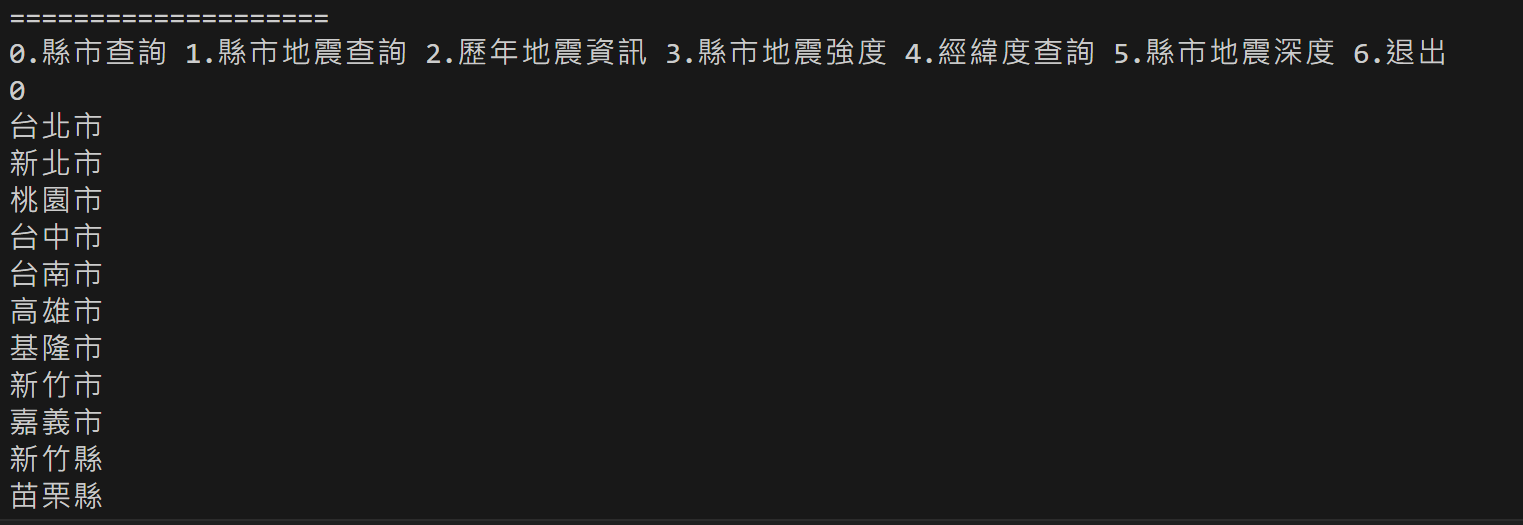 ====================
0.縣市查詢 1.縣市地震查詢 2.歷年地震資訊 3.縣市地震強度 4.經緯度查詢 5.縣市地震深度 6.退出
0
台北市
新北市
桃園市
台中市
台南市
高雄市
基隆市
新竹市
嘉義市
新竹縣
苗栗縣